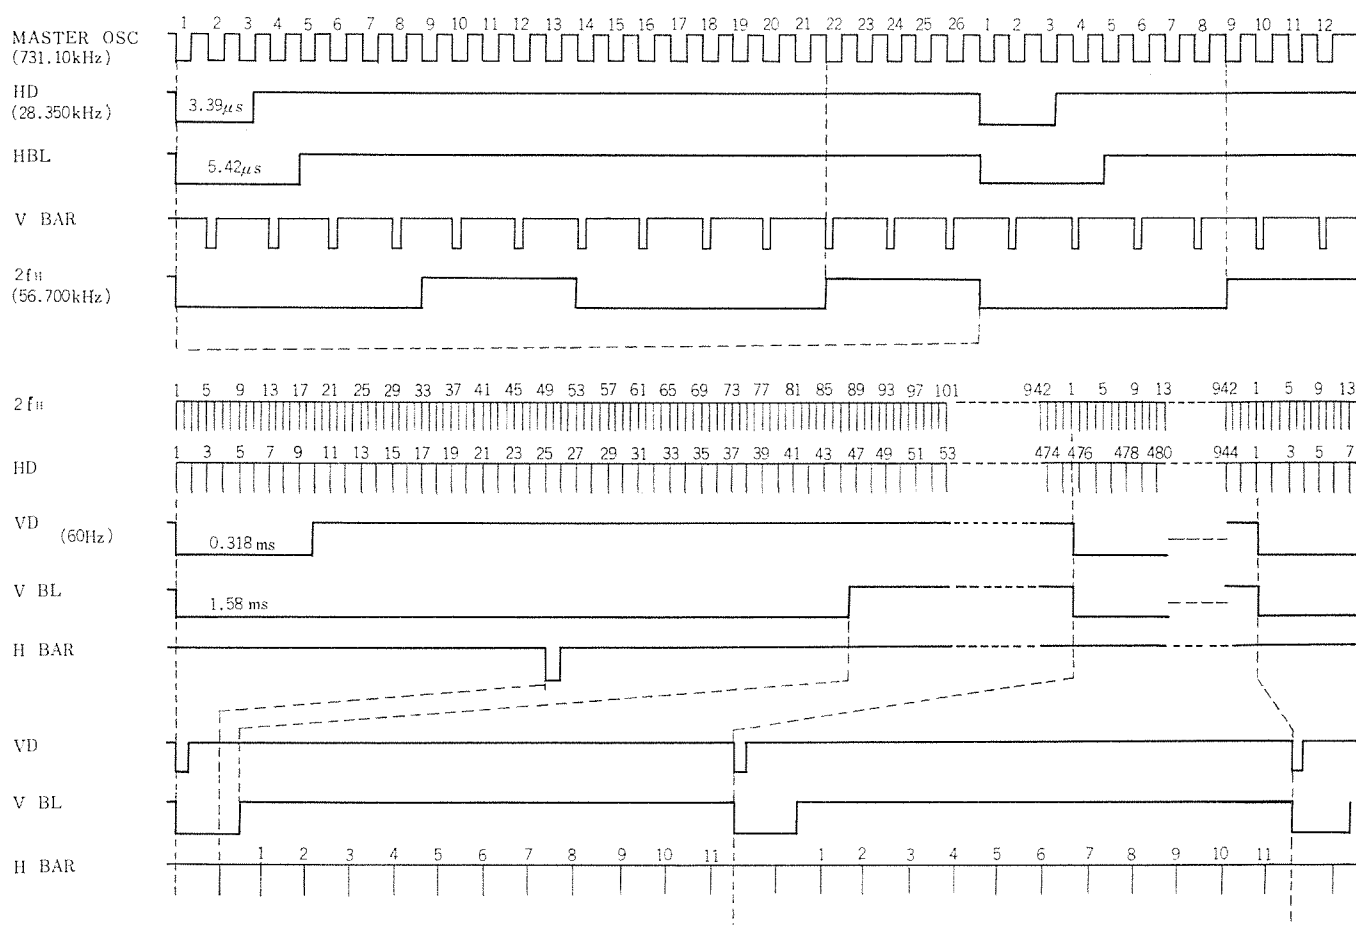 1 2 3 4 5 6 7 8 9 10 11 12 13 14 15 16 17 18 19 20 21 22 23 24 25 26 1 2 3 4 5 6 7 8 9 10 11 12
MASTER OSC
(731.10kHz)
HD
(28.350kHz)
3.39μs
HBL
5.42μs
V BAR
2fH
(56.700kHz)
1 5 9 13 17 21 25 29 33 37 41 45 49 53 57 61 65 69 73 77 81 85 89 93 97 101 942 1 5 9 13 942 1 5 9 13
2fH
1 3 5 7 9 11 13 15 17 19 21 23 25 27 29 31 33 35 37 39 41 43 47 49 51 53 474 476 478 480 944 1 3 5 7
HD
VD
(60Hz)
0.318 ms
V BL
1.58 ms
H BAR
VD
V BL
1 2 3 4 5 6 7 8 9 10 11 1 2 3 4 5 6 7 8 9 10 11
H BAR